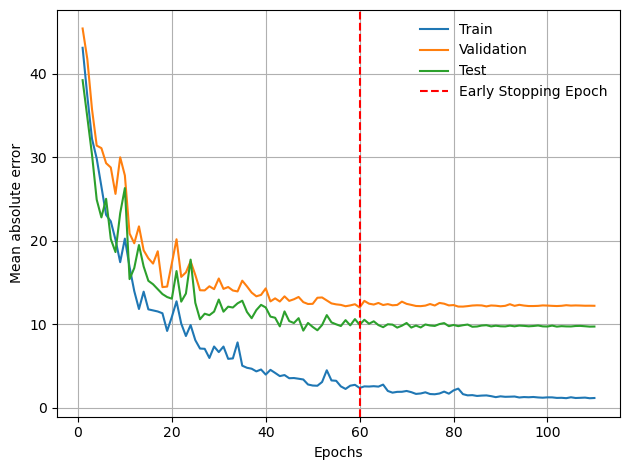 Train
Validation
Test
Early Stopping Epoch
Mean absolute error
40
30
20
10
0
0 20 40 60 80 100
Epochs